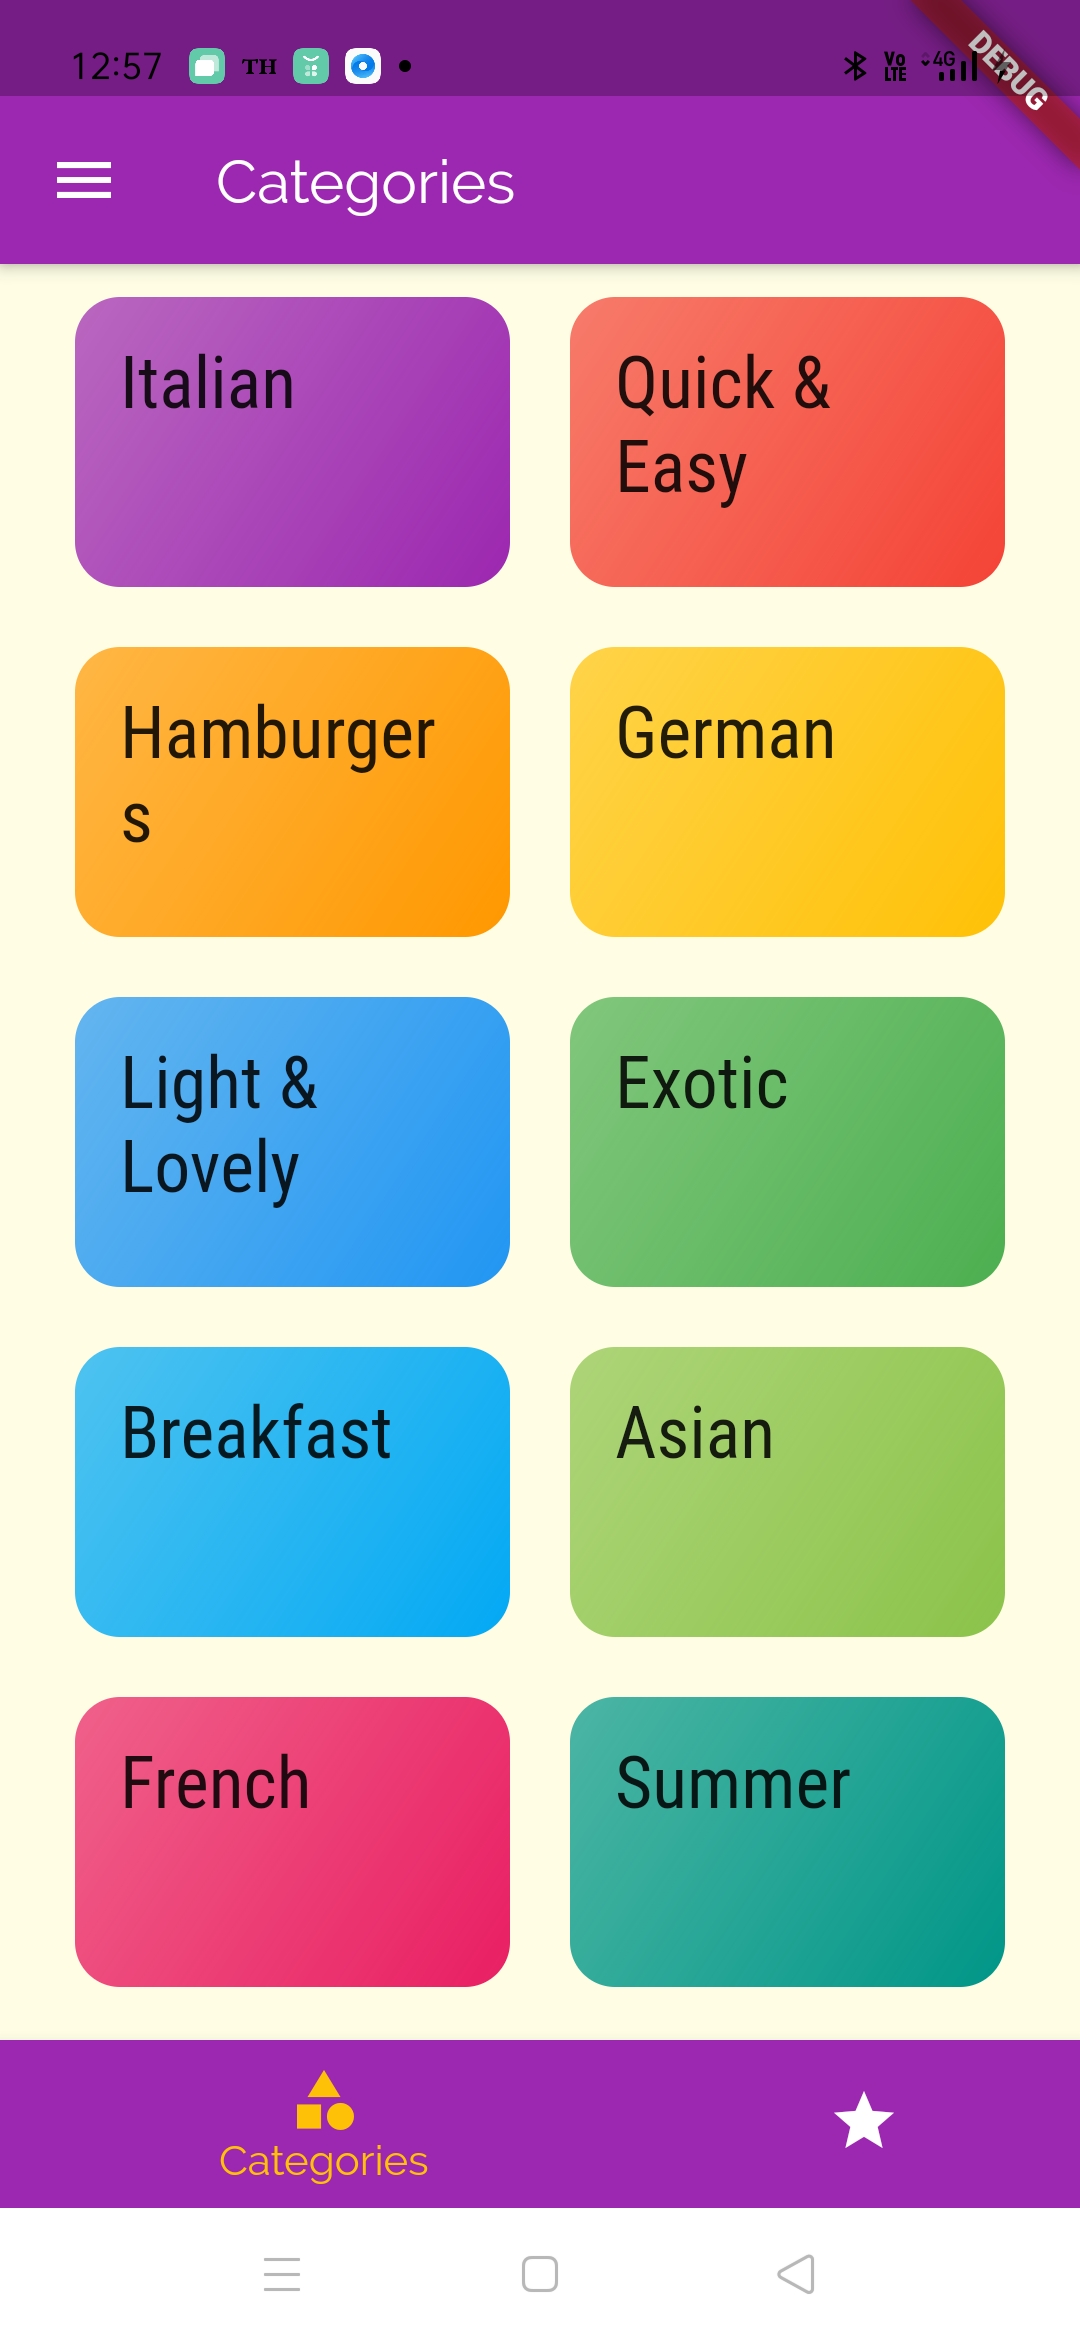 12:57 TH Vo LTE 4G
DEBUG
Categories
Italian
Quick &
Easy
Hamburger
s
German
Light &
Lovely
Exotic
Breakfast
Asian
French
Summer
Categories